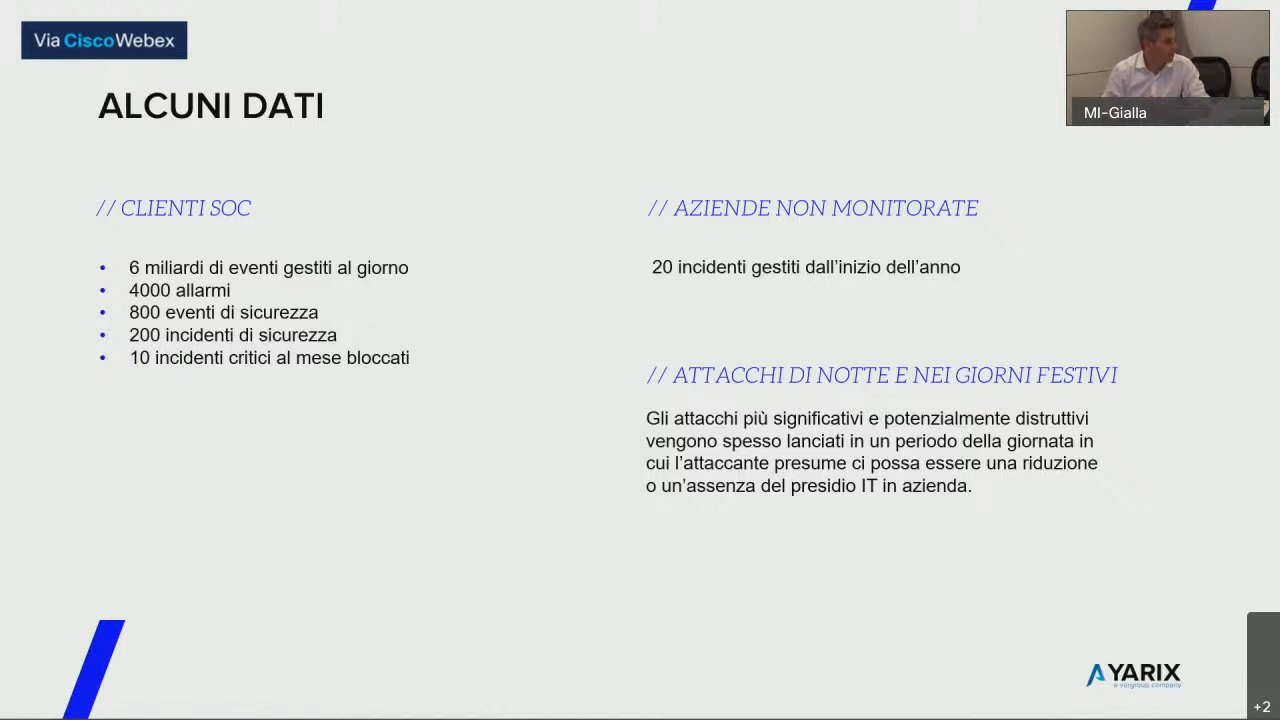 Via CiscoWebex
MI-Gialla
ALCUNI DATI
// CLIENTI SOC
• 6 miliardi di eventi gestiti al giorno
• 4000 allarmi
• 800 eventi di sicurezza
• 200 incidenti di sicurezza
• 10 incidenti critici al mese bloccati
// AZIENDE NON MONITORATE
20 incidenti gestiti dall'inizio dell'anno
// ATTACCHI DI NOTTE E NEI GIORNI FESTIVI
Gli attacchi più significativi e potenzialmente distruttivi
vengono spesso lanciati in un periodo della giornata in
cui l'attaccante presume ci possa essere una riduzione
o un'assenza del presidio IT in azienda.
YARIX
a vargroup company
+2